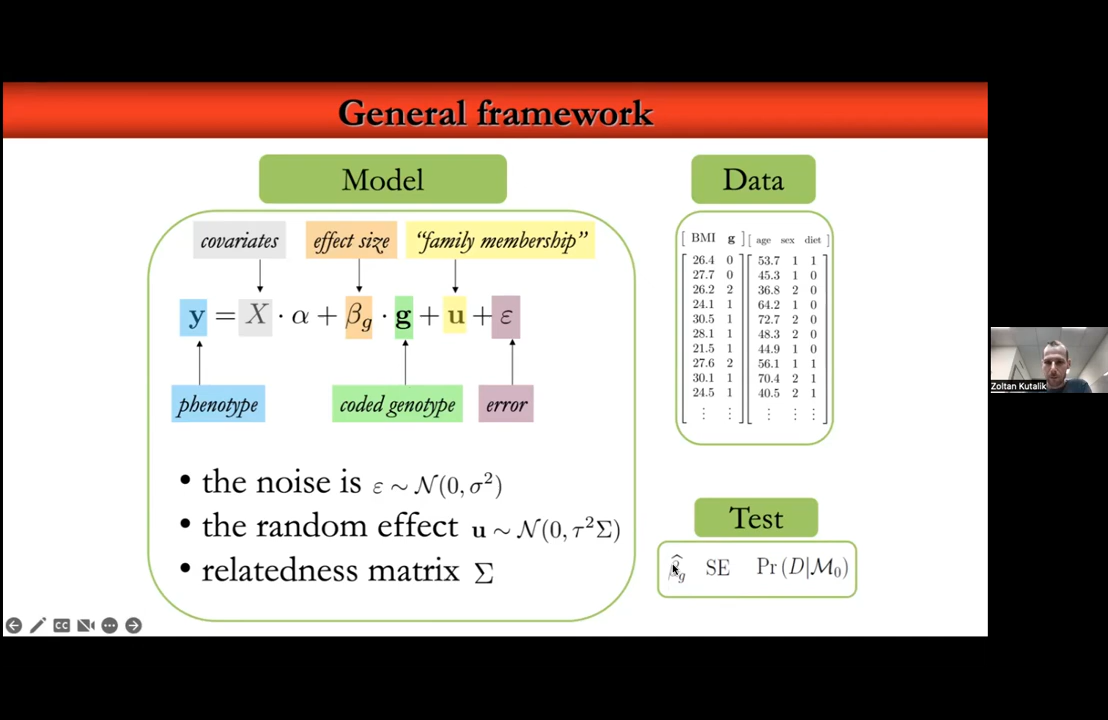 General framework
Model
covariates effect size "family membership"
y = X · α + β_g · g + u + ε
phenotype coded genotype error
• the noise is ε ~ N(0, σ²)
• the random effect u ~ N(0, τ²Σ)
• relatedness matrix Σ
Data
[ BMI g ] [ age sex diet ]
26.4 0 53.7 1 1
27.7 0 45.3 1 0
26.2 2 36.8 2 0
24.1 1 64.2 1 0
30.5 1 72.7 2 0
28.1 1 48.3 2 0
21.5 1 44.9 1 0
27.6 2 56.1 1 1
30.1 1 70.4 2 1
24.5 1 40.5 2 1
⋮ ⋮ ⋮ ⋮ ⋮
Test
β̂_g SE Pr(D|M₀)
CC
Zoltan Kutalik